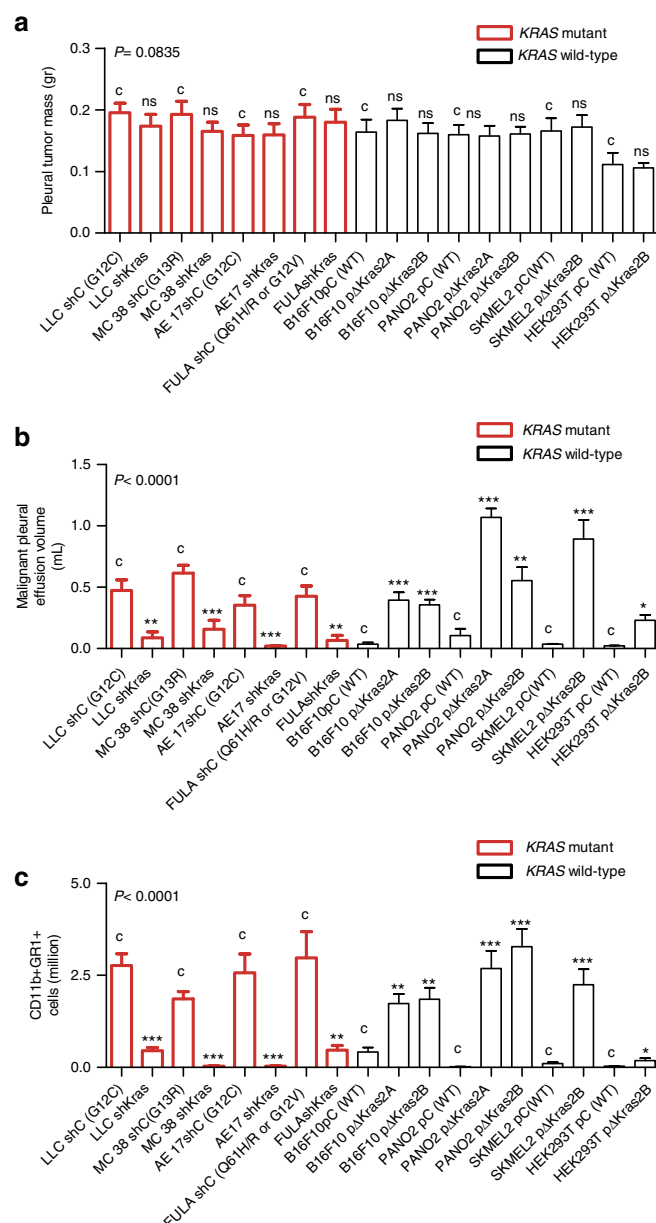 a
KRAS mutant
KRAS wild-type
P= 0.0835
Pleural tumor mass (gr)
0.3
0.2
0.1
0.0
c ns c ns c ns c ns c ns ns c ns ns c ns c ns
LLC shC (G12C)
LLC shKras
MC 38 shC(G13R)
MC 38 shKras
AE 17shC (G12C)
AE17 shKras
FULA shC (Q61H/R or G12V)
FULAshKras
B16F10pC (WT)
B16F10 pΔKras2A
B16F10 pΔKras2B
PANO2 pC (WT)
PANO2 pΔKras2A
PANO2 pΔKras2B
SKMEL2 pC(WT)
SKMEL2 pΔKras2B
HEK293T pC (WT)
HEK293T pΔKras2B
b
KRAS mutant
KRAS wild-type
P< 0.0001
Malignant pleural
effusion volume
(mL)
1.5
1.0
0.5
0.0
c ** c *** c *** c ** c *** *** c *** ** c *** c *
LLC shC (G12C)
LLC shKras
MC 38 shC(G13R)
MC 38 shKras
AE 17shC (G12C)
AE17 shKras
FULA shC (Q61H/R or G12V)
FULAshKras
B16F10pC (WT)
B16F10 pΔKras2A
B16F10 pΔKras2B
PANO2 pC (WT)
PANO2 pΔKras2A
PANO2 pΔKras2B
SKMEL2 pC(WT)
SKMEL2 pΔKras2B
HEK293T pC (WT)
HEK293T pΔKras2B
c
KRAS mutant
KRAS wild-type
P< 0.0001
CD11b+GR1+
cells (million)
5.0
2.5
0.0
c *** c *** c *** c ** c ** ** c *** *** c *** c *
LLC shC (G12C)
LLC shKras
MC 38 shC(G13R)
MC 38 shKras
AE 17shC (G12C)
AE17 shKras
FULA shC (Q61H/R or G12V)
FULAshKras
B16F10pC (WT)
B16F10 pΔKras2A
B16F10 pΔKras2B
PANO2 pC (WT)
PANO2 pΔKras2A
PANO2 pΔKras2B
SKMEL2 pC(WT)
SKMEL2 pΔKras2B
HEK293T pC (WT)
HEK293T pΔKras2B